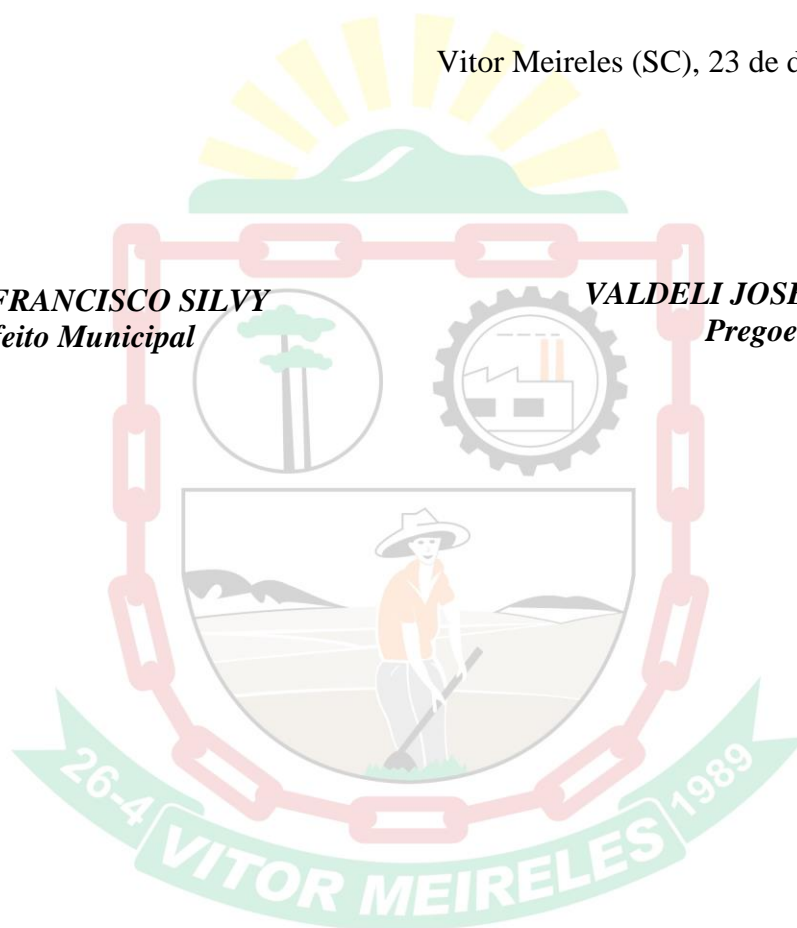 Vitor Meireles (SC), 23 de d
FRANCISCO SILVY
feito Municipal
VALDELI JOSE
Pregoe
26-4 VITOR MEIRELES 1989